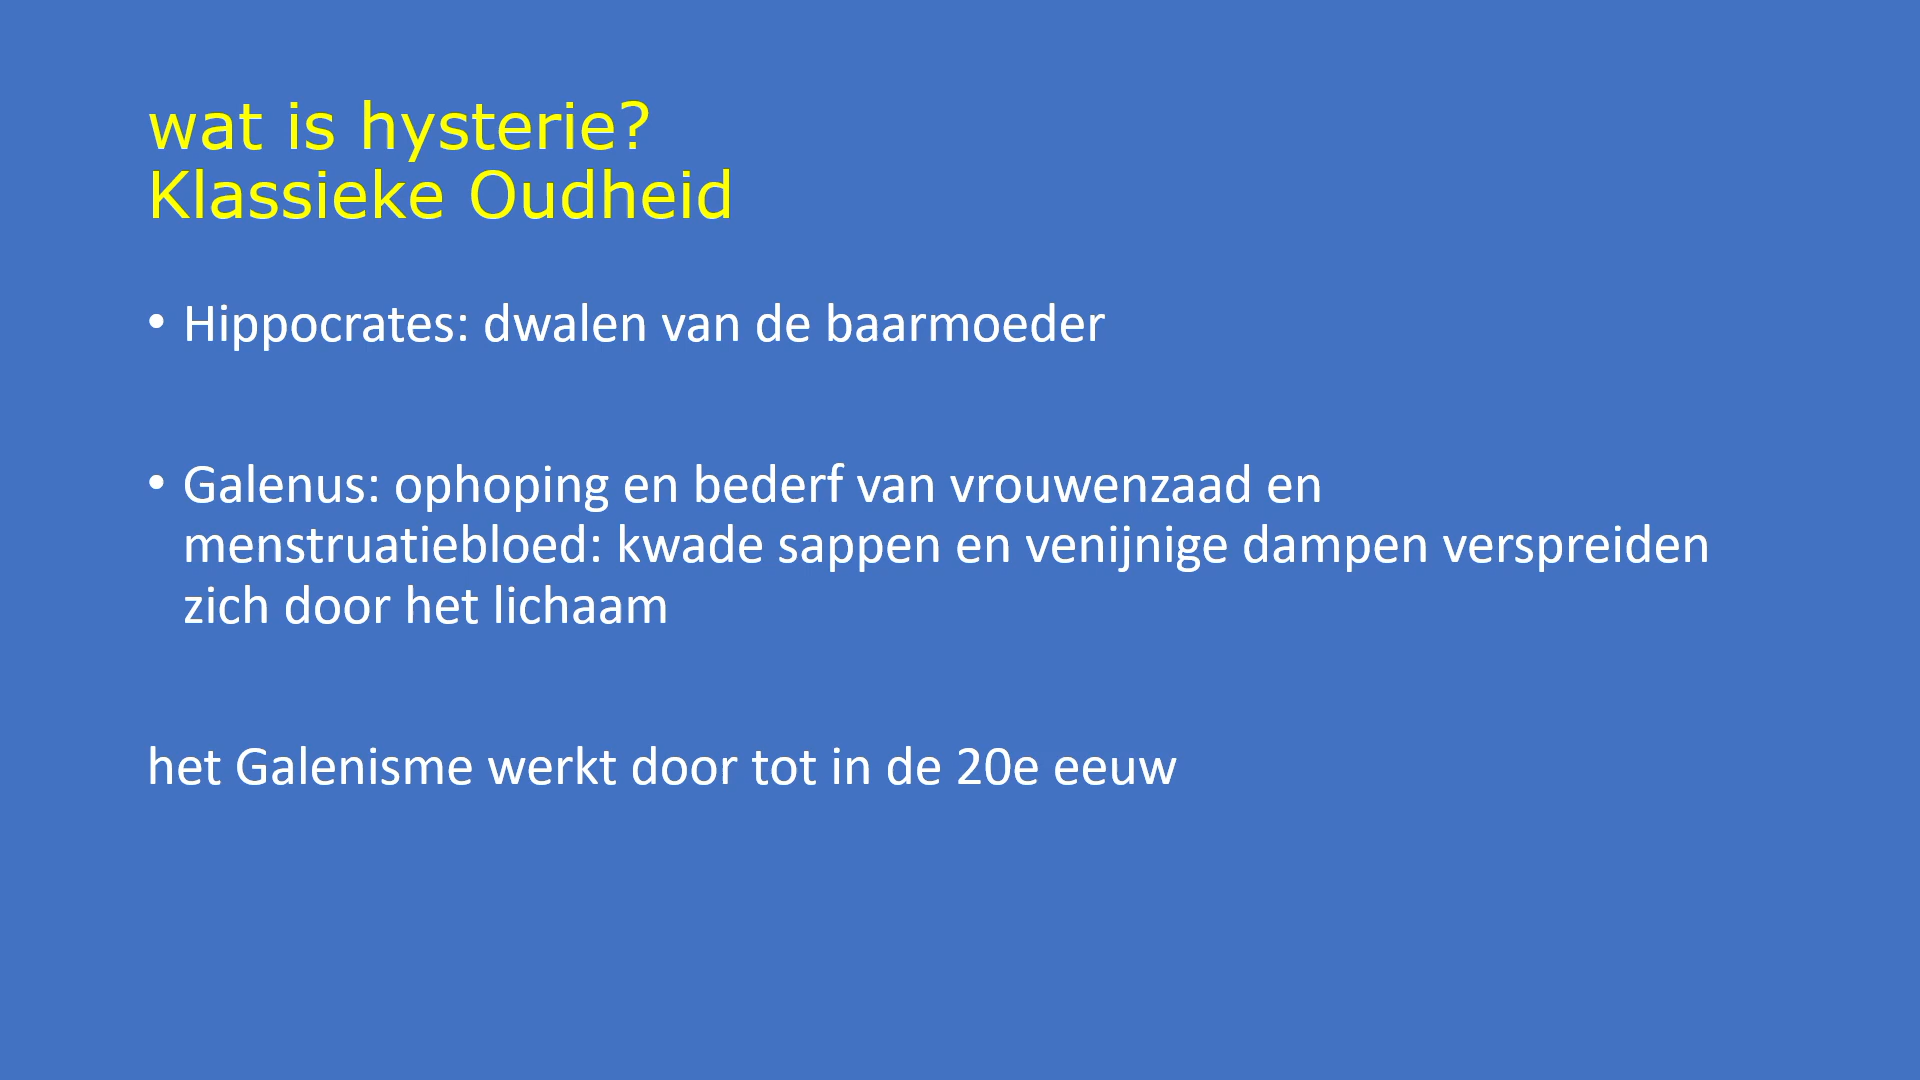 wat is hysterie?
Klassieke Oudheid
• Hippocrates: dwalen van de baarmoeder
• Galenus: ophoping en bederf van vrouwenzaad en
menstruatiebloed: kwade sappen en venijnige dampen verspreiden
zich door het lichaam
het Galenisme werkt door tot in de 20e eeuw